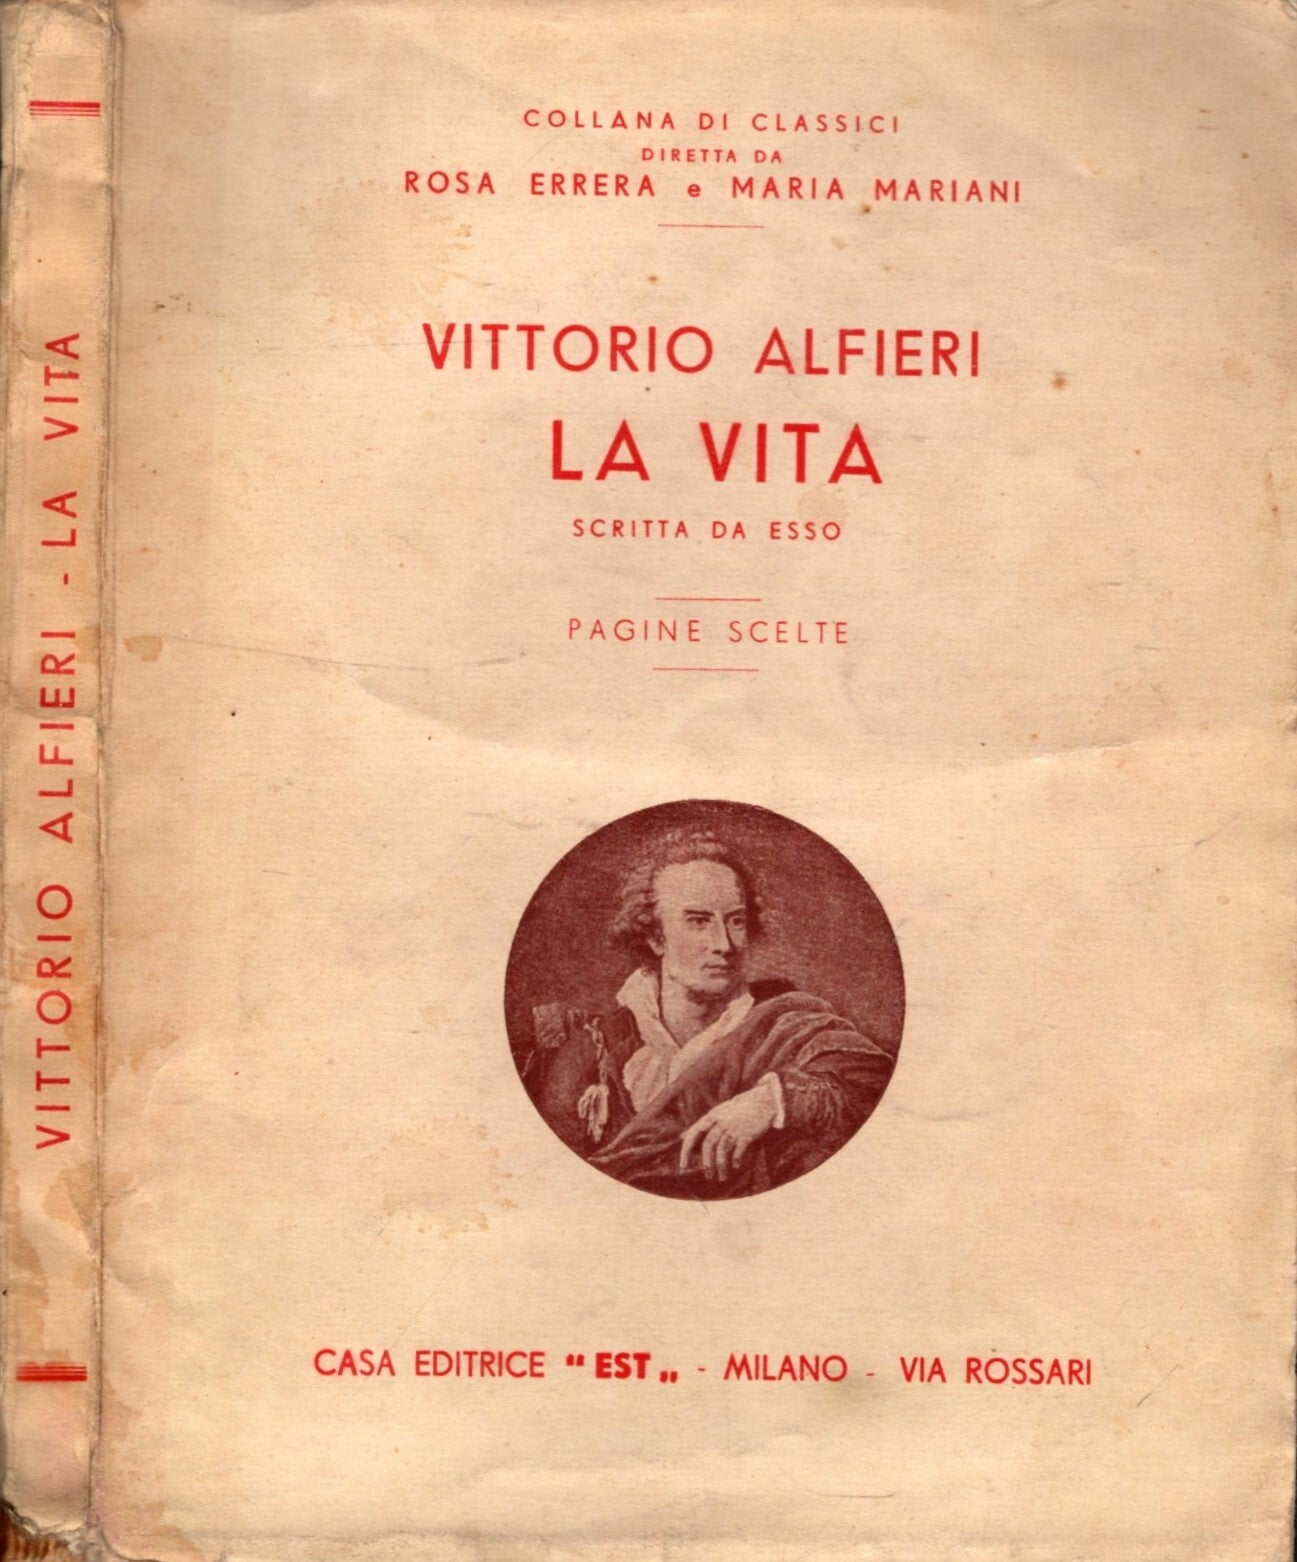 VITTORIO ALFIERI - LA VITA
COLLANA DI CLASSICI
DIRETTA DA
ROSA ERRERA e MARIA MARIANI
VITTORIO ALFIERI
LA VITA
SCRITTA DA ESSO
PAGINE SCELTE
CASA EDITRICE "EST„ - MILANO - VIA ROSSARI